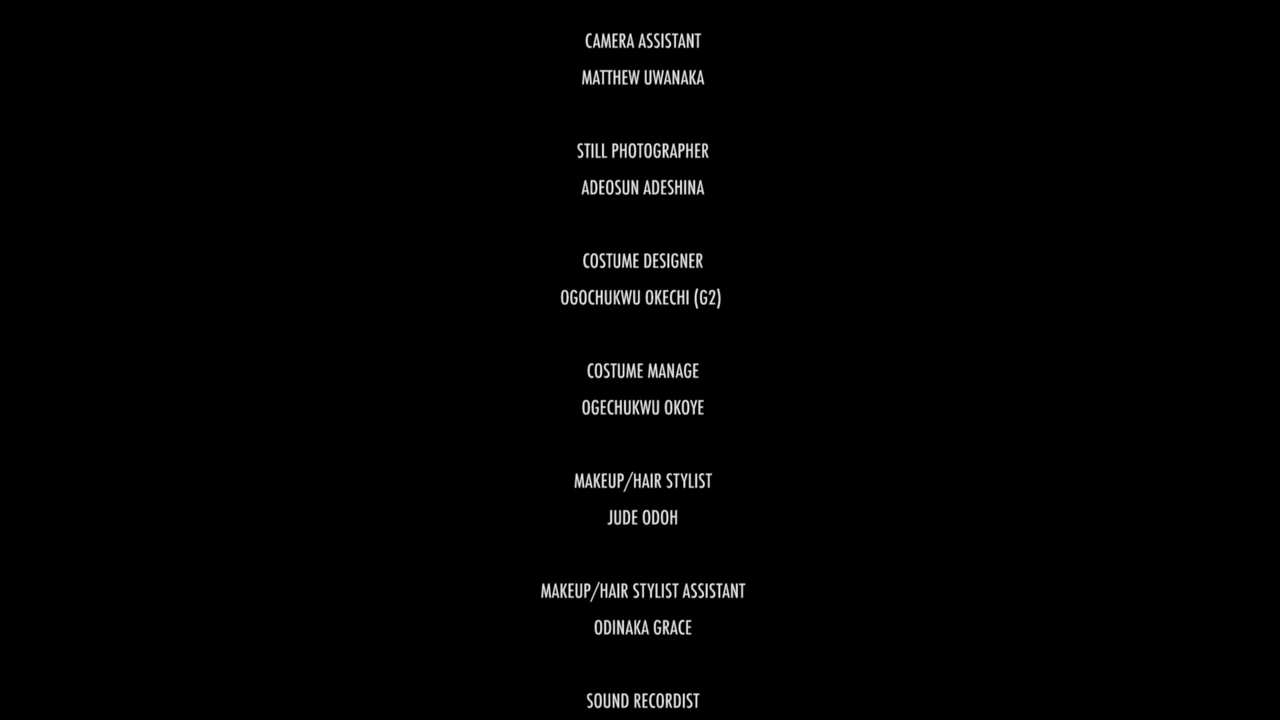 CAMERA ASSISTANT
MATTHEW UWANAKA
STILL PHOTOGRAPHER
ADEOSUN ADESHINA
COSTUME DESIGNER
OGOCHUKWU OKECHI (G2)
COSTUME MANAGE
OGECHUKWU OKOYE
MAKEUP/HAIR STYLIST
JUDE ODOH
MAKEUP/HAIR STYLIST ASSISTANT
ODINAKA GRACE
SOUND RECORDIST